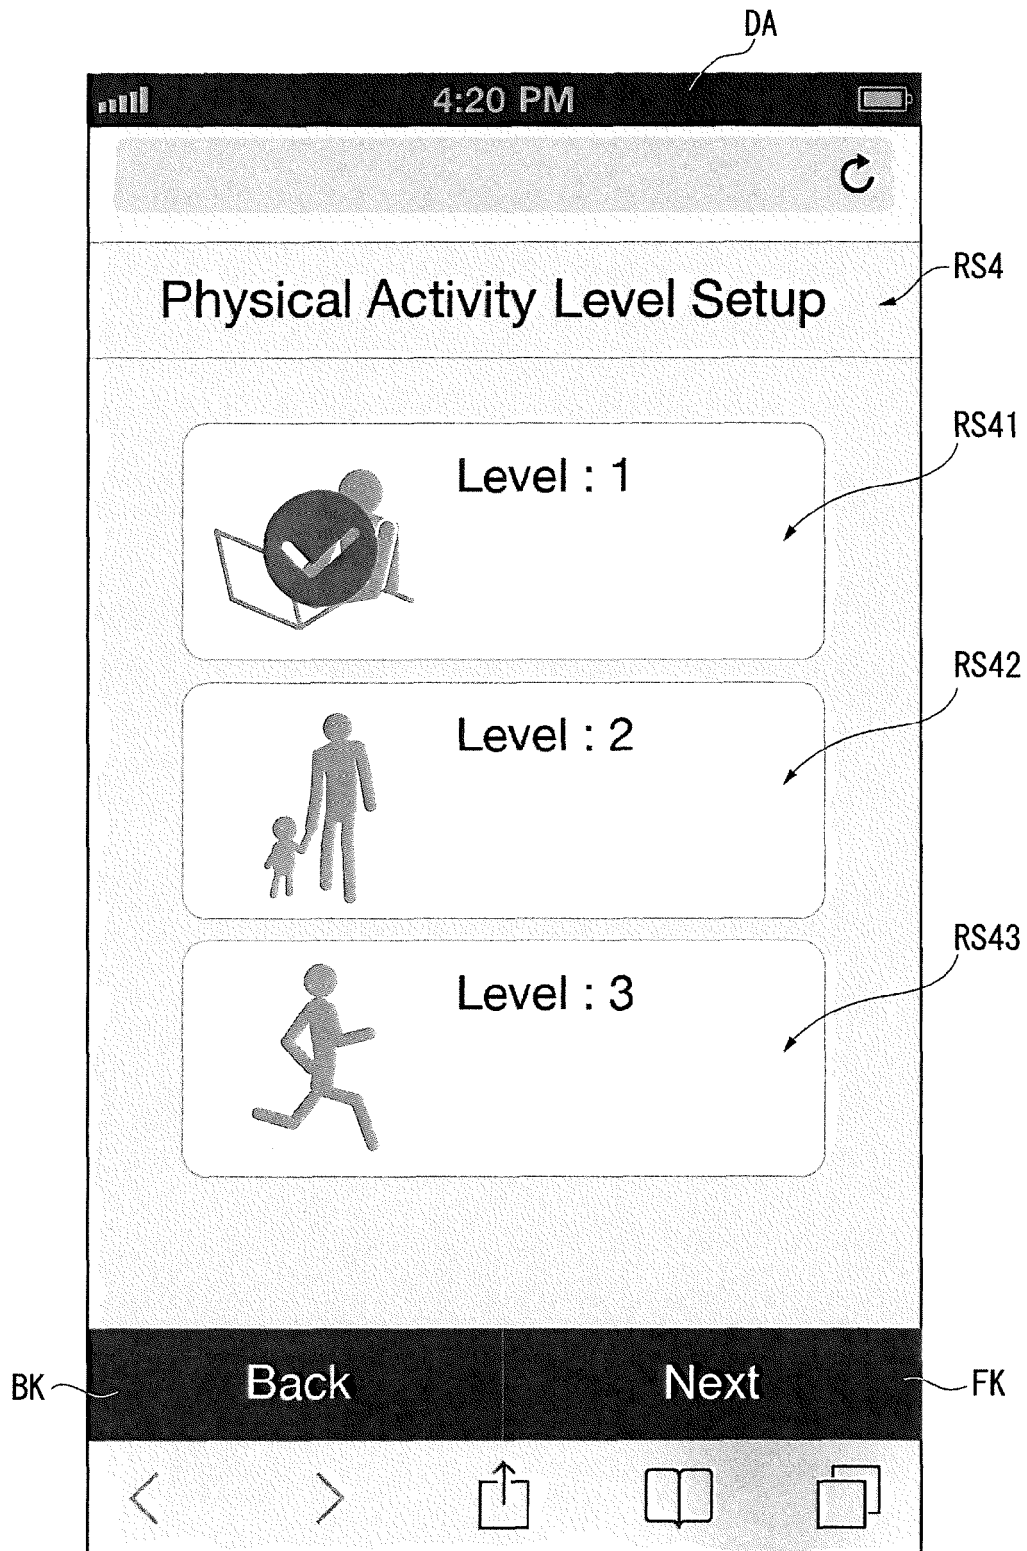 DA
4:20 PM
Physical Activity Level Setup
RS4
RS41
Level : 1
RS42
Level : 2
RS43
Level : 3
BK
Back
Next
FK